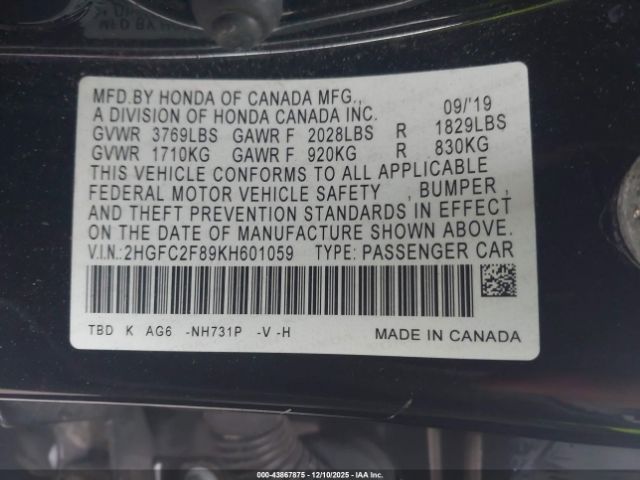 MFD.BY HONDA OF CANADA MFG., 09/'19
A DIVISION OF HONDA CANADA INC.
GVWR 3769LBS GAWR F 2028LBS R 1829LBS
GVWR 1710KG GAWR F 920KG R 830KG
THIS VEHICLE CONFORMS TO ALL APPLICABLE
FEDERAL MOTOR VEHICLE SAFETY , BUMPER ,
AND THEFT PREVENTION STANDARDS IN EFFECT
ON THE DATE OF MANUFACTURE SHOWN ABOVE.
V.I.N.:2HGFC2F89KH601059 TYPE: PASSENGER CAR
TBD K AG6 -NH731P -V -H MADE IN CANADA
00-43867875 - 12/10/2025 - IAA Inc.